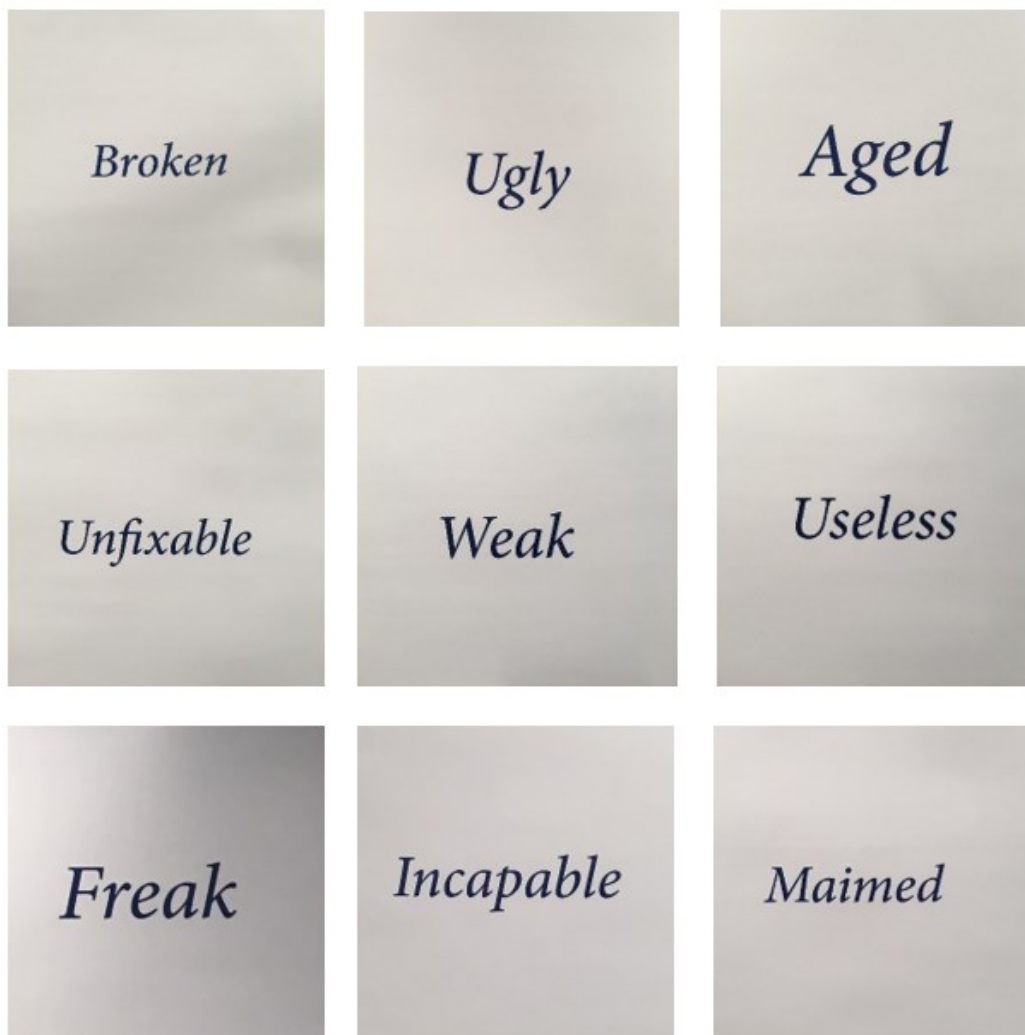 Broken
Ugly
Aged
Unfixable
Weak
Useless
Freak
Incapable
Maimed